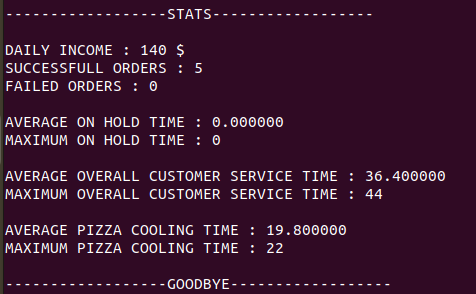 ------------------STATS------------------
DAILY INCOME : 140 $
SUCCESSFULL ORDERS : 5
FAILED ORDERS : 0
AVERAGE ON HOLD TIME : 0.000000
MAXIMUM ON HOLD TIME : 0
AVERAGE OVERALL CUSTOMER SERVICE TIME : 36.400000
MAXIMUM OVERALL CUSTOMER SERVICE TIME : 44
AVERAGE PIZZA COOLING TIME : 19.800000
MAXIMUM PIZZA COOLING TIME : 22
------------------GOODBYE------------------